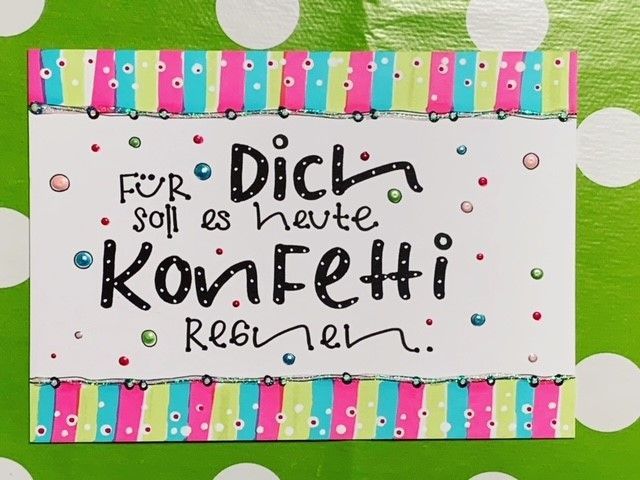 FüR Dich
soll es heute
KonFetti
ReGnen.